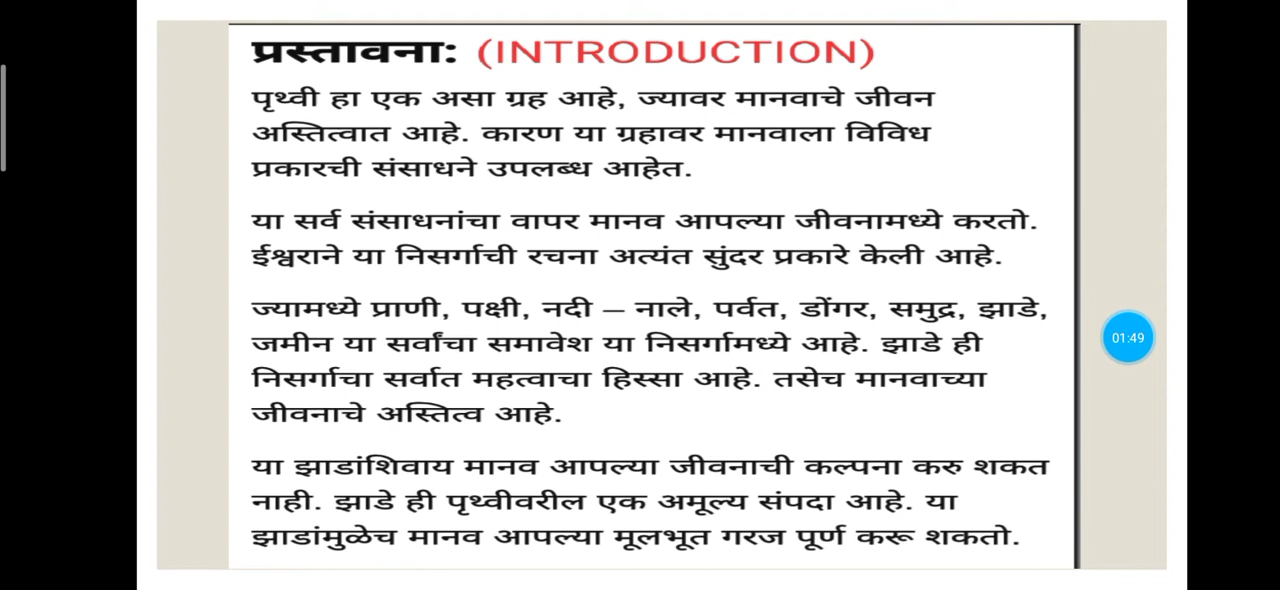 प्रस्तावना: (INTRODUCTION)
पृथ्वी हा एक असा ग्रह आहे, ज्यावर मानवाचे जीवन
अस्तित्वात आहे. कारण या ग्रहावर मानवाला विविध
प्रकारची संसाधने उपलब्ध आहेत.
या सर्व संसाधनांचा वापर मानव आपल्या जीवनामध्ये करतो.
ईश्वराने या निसर्गाची रचना अत्यंत सुंदर प्रकारे केली आहे.
ज्यामध्ये प्राणी, पक्षी, नदी – नाले, पर्वत, डोंगर, समुद्र, झाडे,
जमीन या सर्वांचा समावेश या निसर्गामध्ये आहे. झाडे ही
निसर्गाचा सर्वात महत्वाचा हिस्सा आहे. तसेच मानवाच्या
जीवनाचे अस्तित्व आहे.
या झाडांशिवाय मानव आपल्या जीवनाची कल्पना करु शकत
नाही. झाडे ही पृथ्वीवरील एक अमूल्य संपदा आहे. या
झाडांमुळेच मानव आपल्या मूलभूत गरज पूर्ण करू शकतो.
01:49